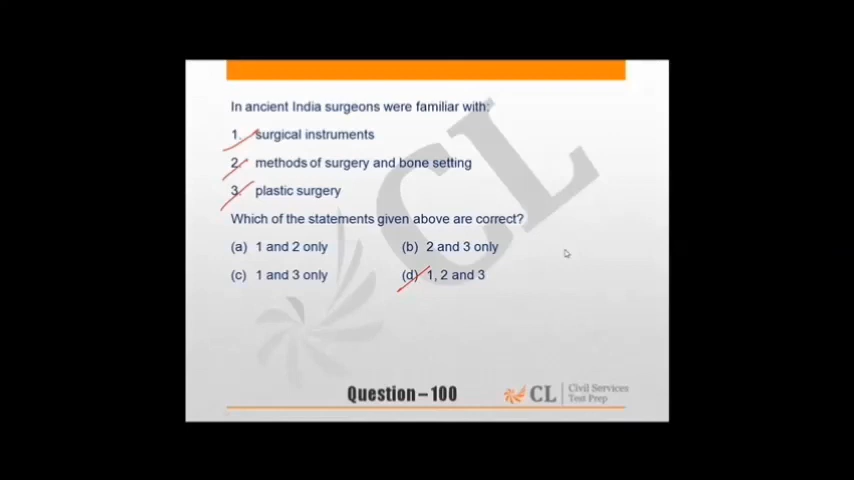 In ancient India surgeons were familiar with:
1. surgical instruments
2. methods of surgery and bone setting
3. plastic surgery
Which of the statements given above are correct?
(a) 1 and 2 only (b) 2 and 3 only
(c) 1 and 3 only (d) 1, 2 and 3
CL
Question – 100
CL Civil Services
Test Prep